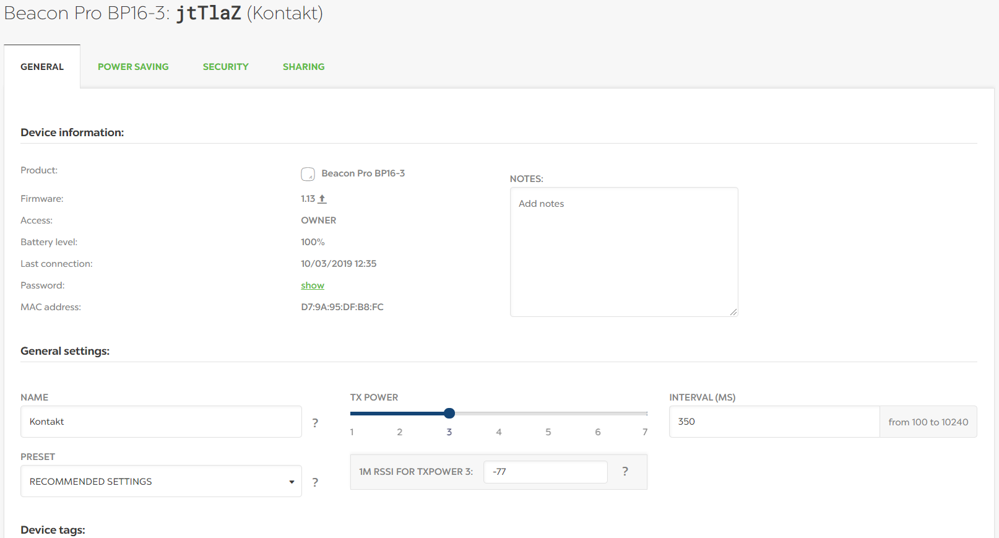 Beacon Pro BP16-3: jtTlaZ (Kontakt)
GENERAL POWER SAVING SECURITY SHARING
Device information:
Product: Beacon Pro BP16-3
NOTES:
Add notes
Firmware: 1.13
Access: OWNER
Battery level: 100%
Last connection: 10/03/2019 12:35
Password: show
MAC address: D7:9A:95:DF:B8:FC
General settings:
NAME
Kontakt ?
PRESET
RECOMMENDED SETTINGS ?
TX POWER
1 2 3 4 5 6 7
1M RSSI FOR TXPOWER 3: -77 ?
INTERVAL (MS)
350 from 100 to 10240
Device tags: